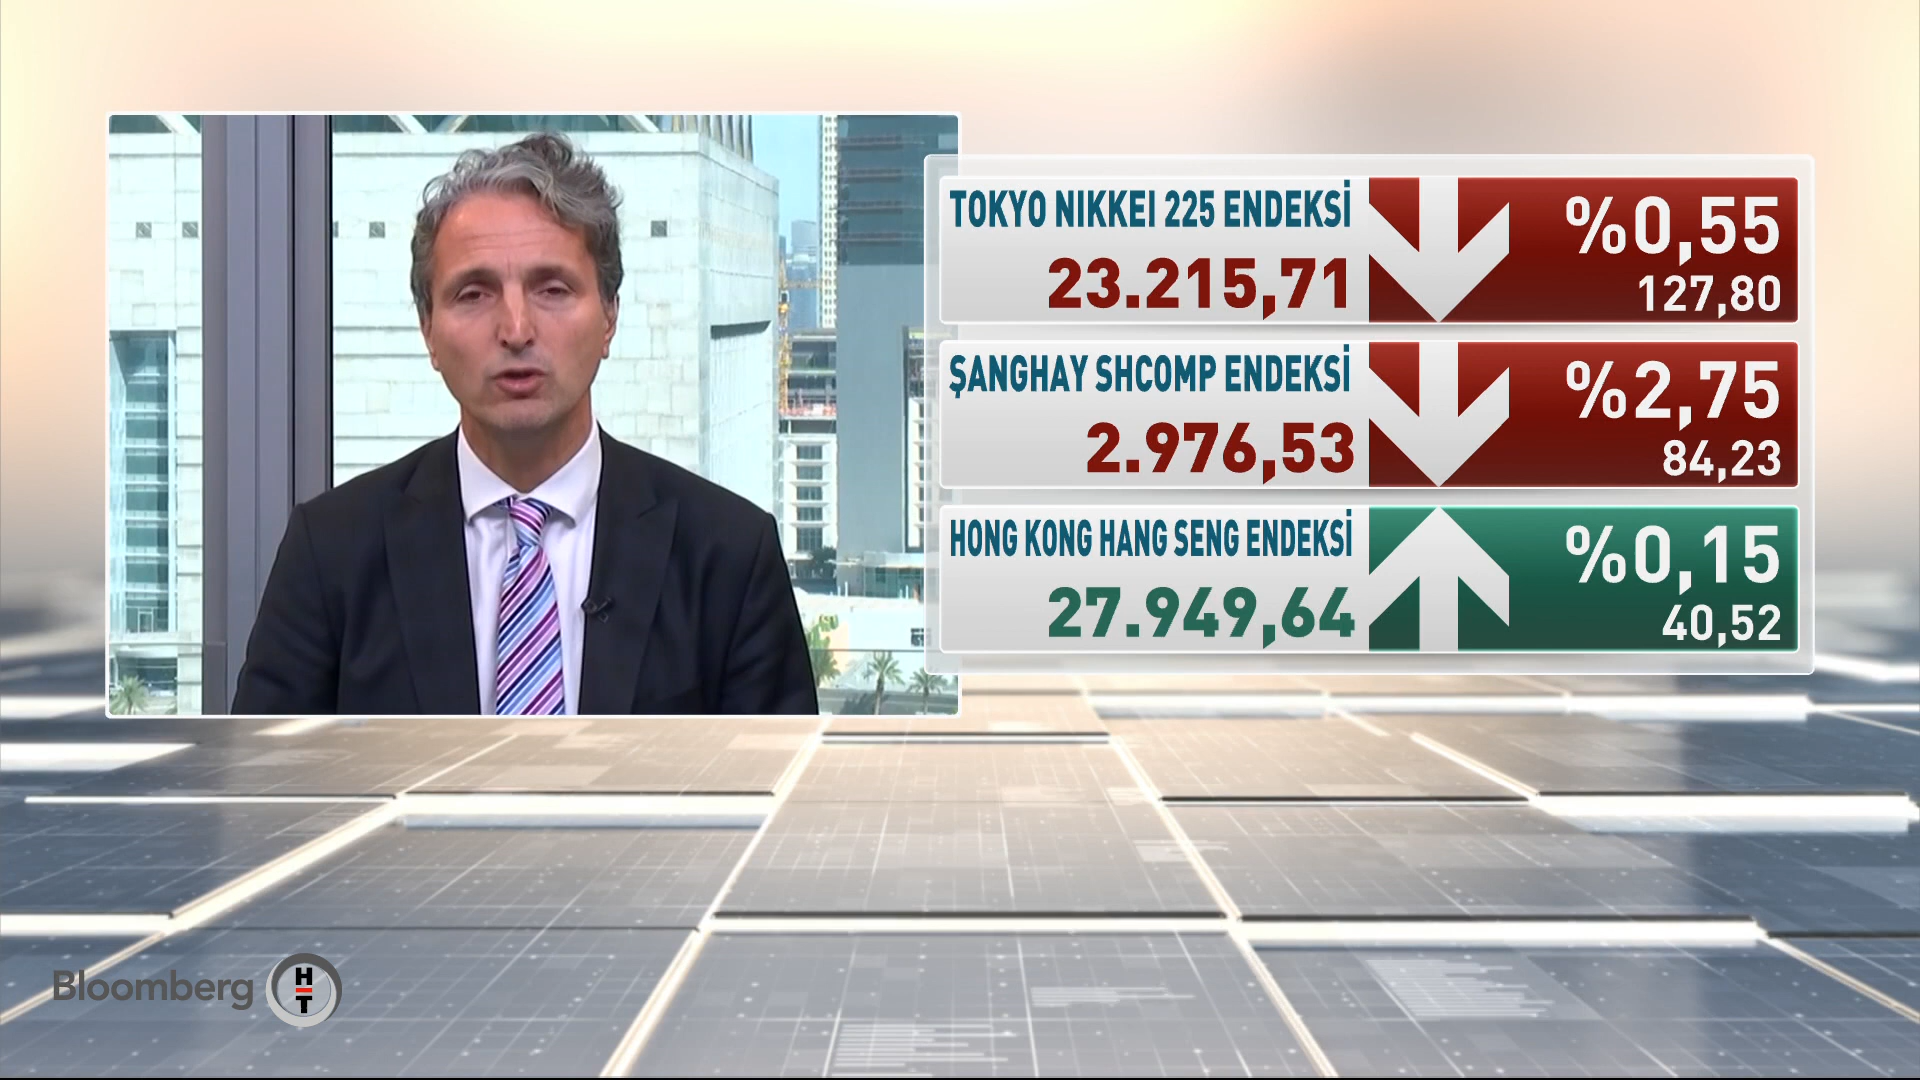 TOKYO NIKKEI 225 ENDEKSİ
23.215,71
%0,55
127,80
ŞANGHAY SHCOMP ENDEKSİ
2.976,53
%2,75
84,23
HONG KONG HANG SENG ENDEKSİ
27.949,64
%0,15
40,52
Bloomberg HT